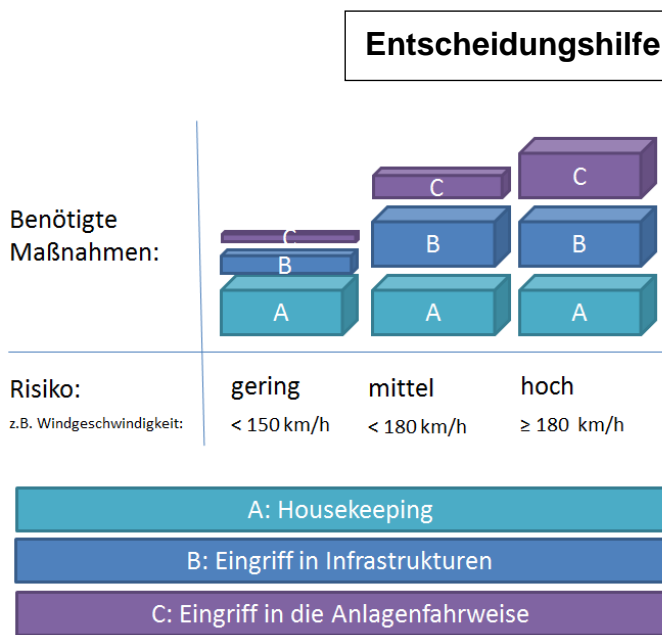 Entscheidungshilfe
C
C
C
B
B
B
A
A
A
Benötigte
Maßnahmen:
Risiko:
gering
mittel
hoch
z.B. Windgeschwindigkeit:
< 150 km/h
< 180 km/h
≥ 180 km/h
A: Housekeeping
B: Eingriff in Infrastrukturen
C: Eingriff in die Anlagenfahrweise